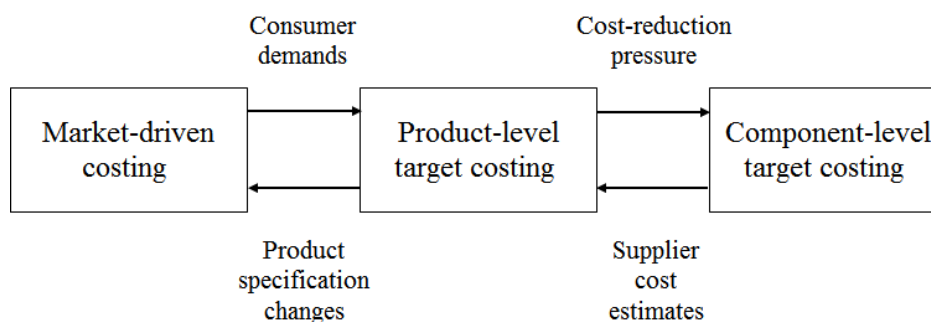 Consumer
demands
Cost-reduction
pressure
Market-driven
costing
Product-level
target costing
Component-level
target costing
Product
specification
changes
Supplier
cost
estimates